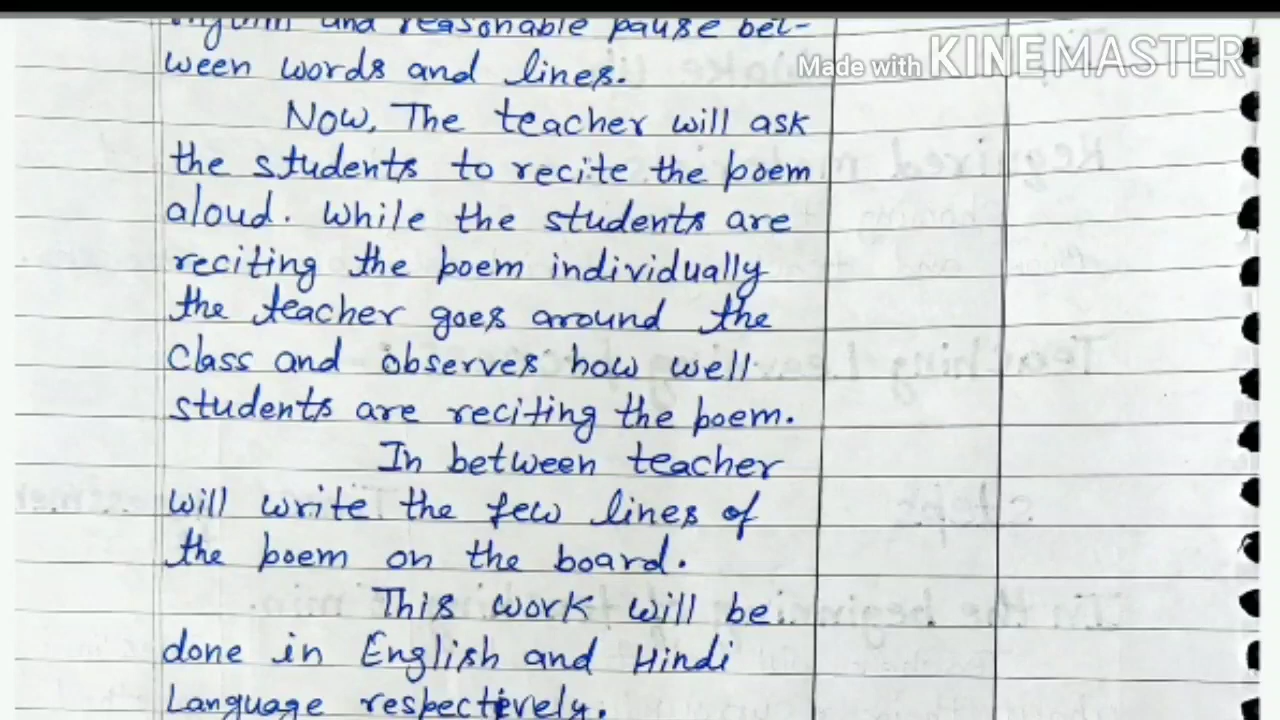 rhythm and reasonable pause bet-
ween words and lines.
Made with KINEMASTER
Now, The teacher will ask
the students to recite the poem
aloud. While the students are
reciting the poem individually
the teacher goes around the
Class and observes how well
students are reciting the poem.
In between teacher
will write the few lines of
the poem on the board.
This work will be
done in English and Hindi
Language respectively.